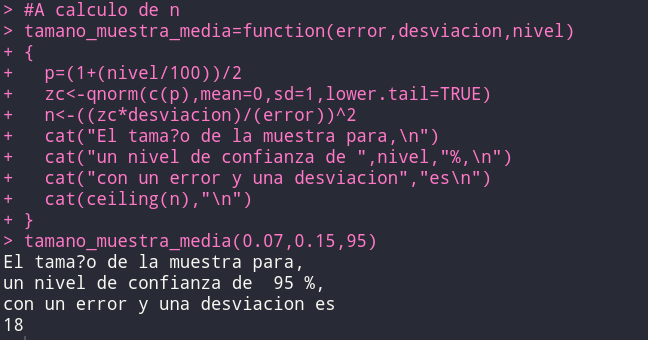 > #A calculo de n
> tamano_muestra_media=function(error,desviacion,nivel)
+ {
+   p=(1+(nivel/100))/2
+   zc<-qnorm(c(p),mean=0,sd=1,lower.tail=TRUE)
+   n<-((zc*desviacion)/(error))^2
+   cat("El tama?o de la muestra para,\n")
+   cat("un nivel de confianza de ",nivel,"%,\n")
+   cat("con un error y una desviacion","es\n")
+   cat(ceiling(n),"\n")
+ }
> tamano_muestra_media(0.07,0.15,95)
El tama?o de la muestra para,
un nivel de confianza de  95 %,
con un error y una desviacion es
18